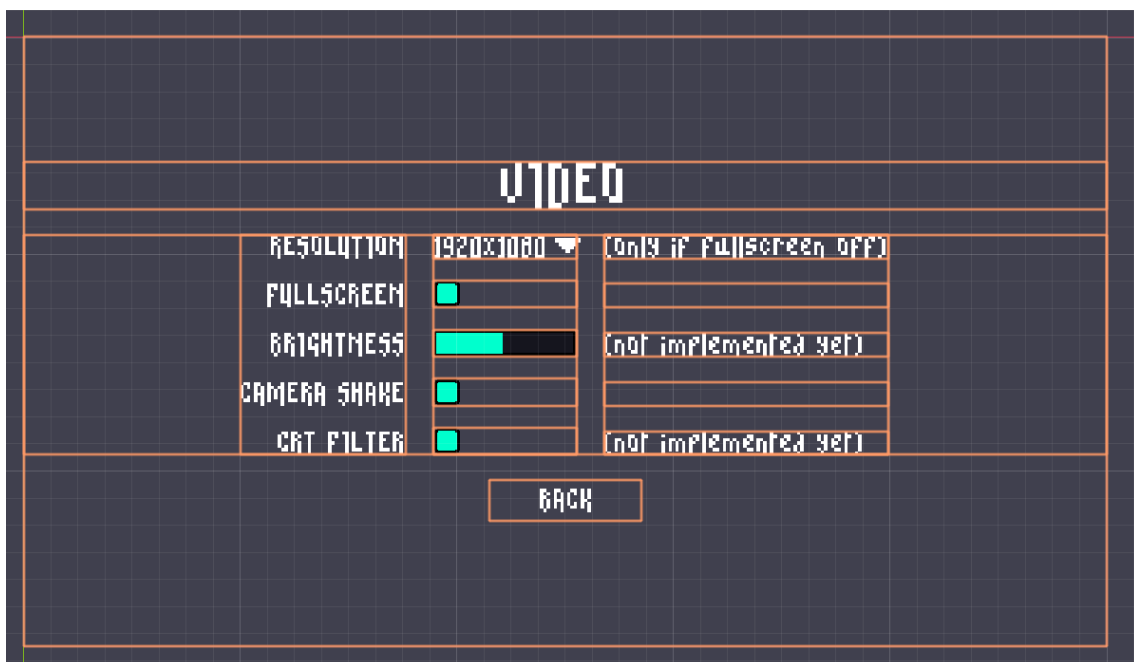 VIDEO
RESOLUTION 1920X1080 (only if fullscreen off)
FULLSCREEN
BRIGHTNESS (not implemented yet)
CAMERA SHAKE
CRT FILTER (not implemented yet)
BACK